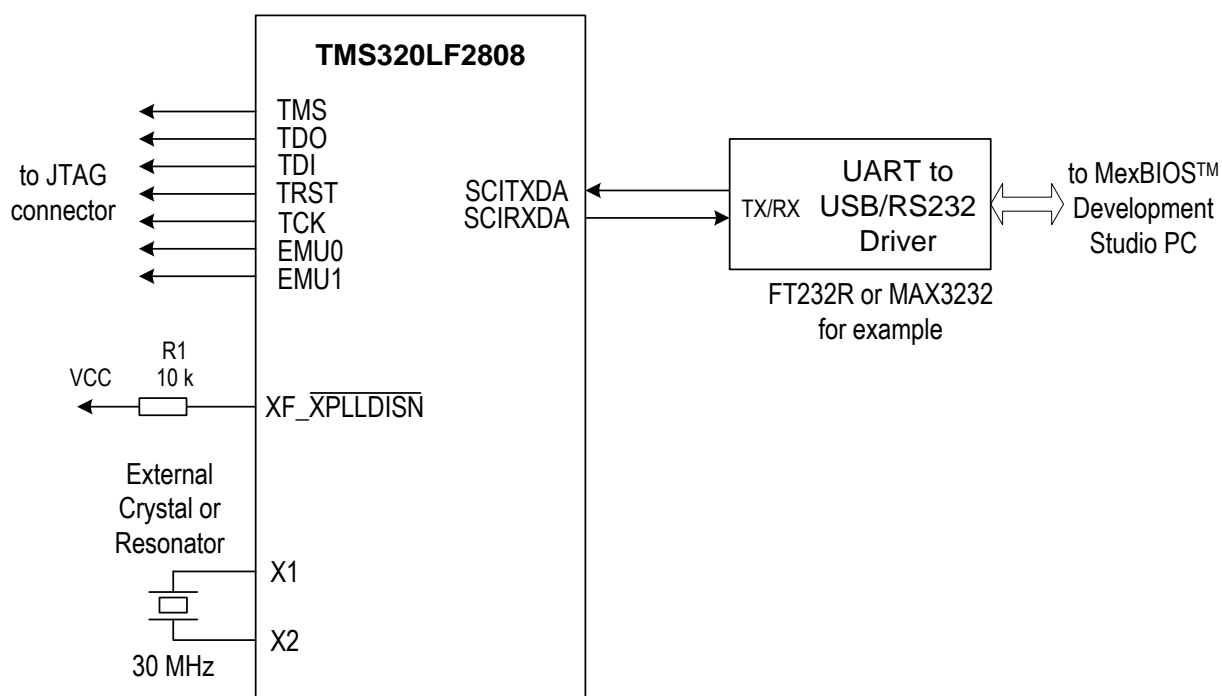 TMS320LF2808
TMS
TDO
TDI
TRST
TCK
EMU0
EMU1
to JTAG
connector
SCITXDA
SCIRXDA
TX/RX
UART to
USB/RS232
Driver
to MexBIOS™
Development
Studio PC
FT232R or MAX3232
for example
R1
10 k
VCC
XF_XPLLDISN
External
Crystal or
Resonator
X1
X2
30 MHz